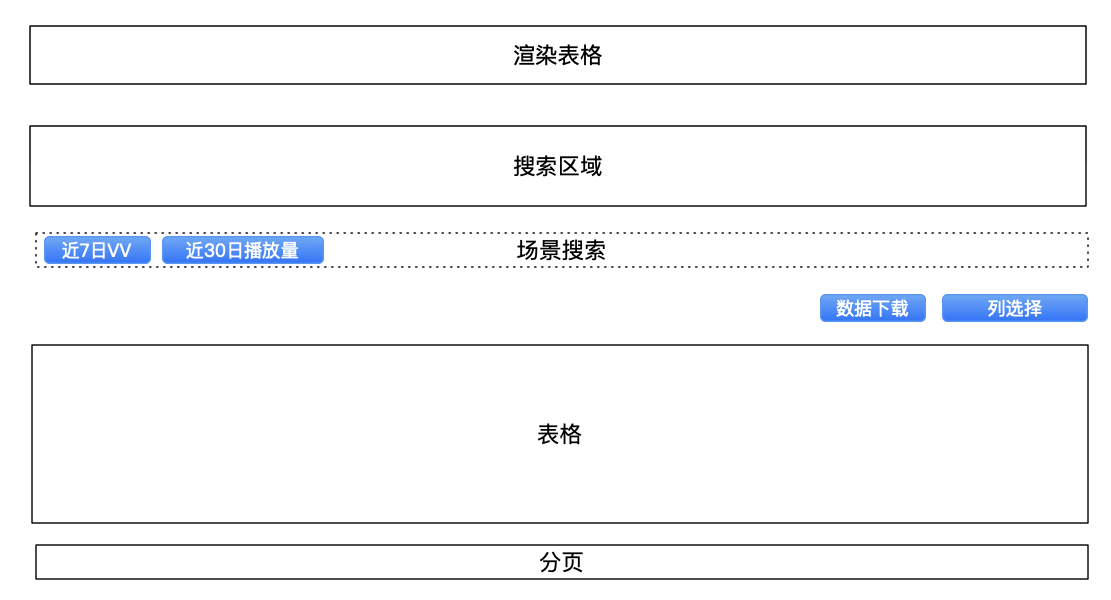 渲染表格
搜索区域
近7日VV
近30日播放量
场景搜索
数据下载
列选择
表格
分页